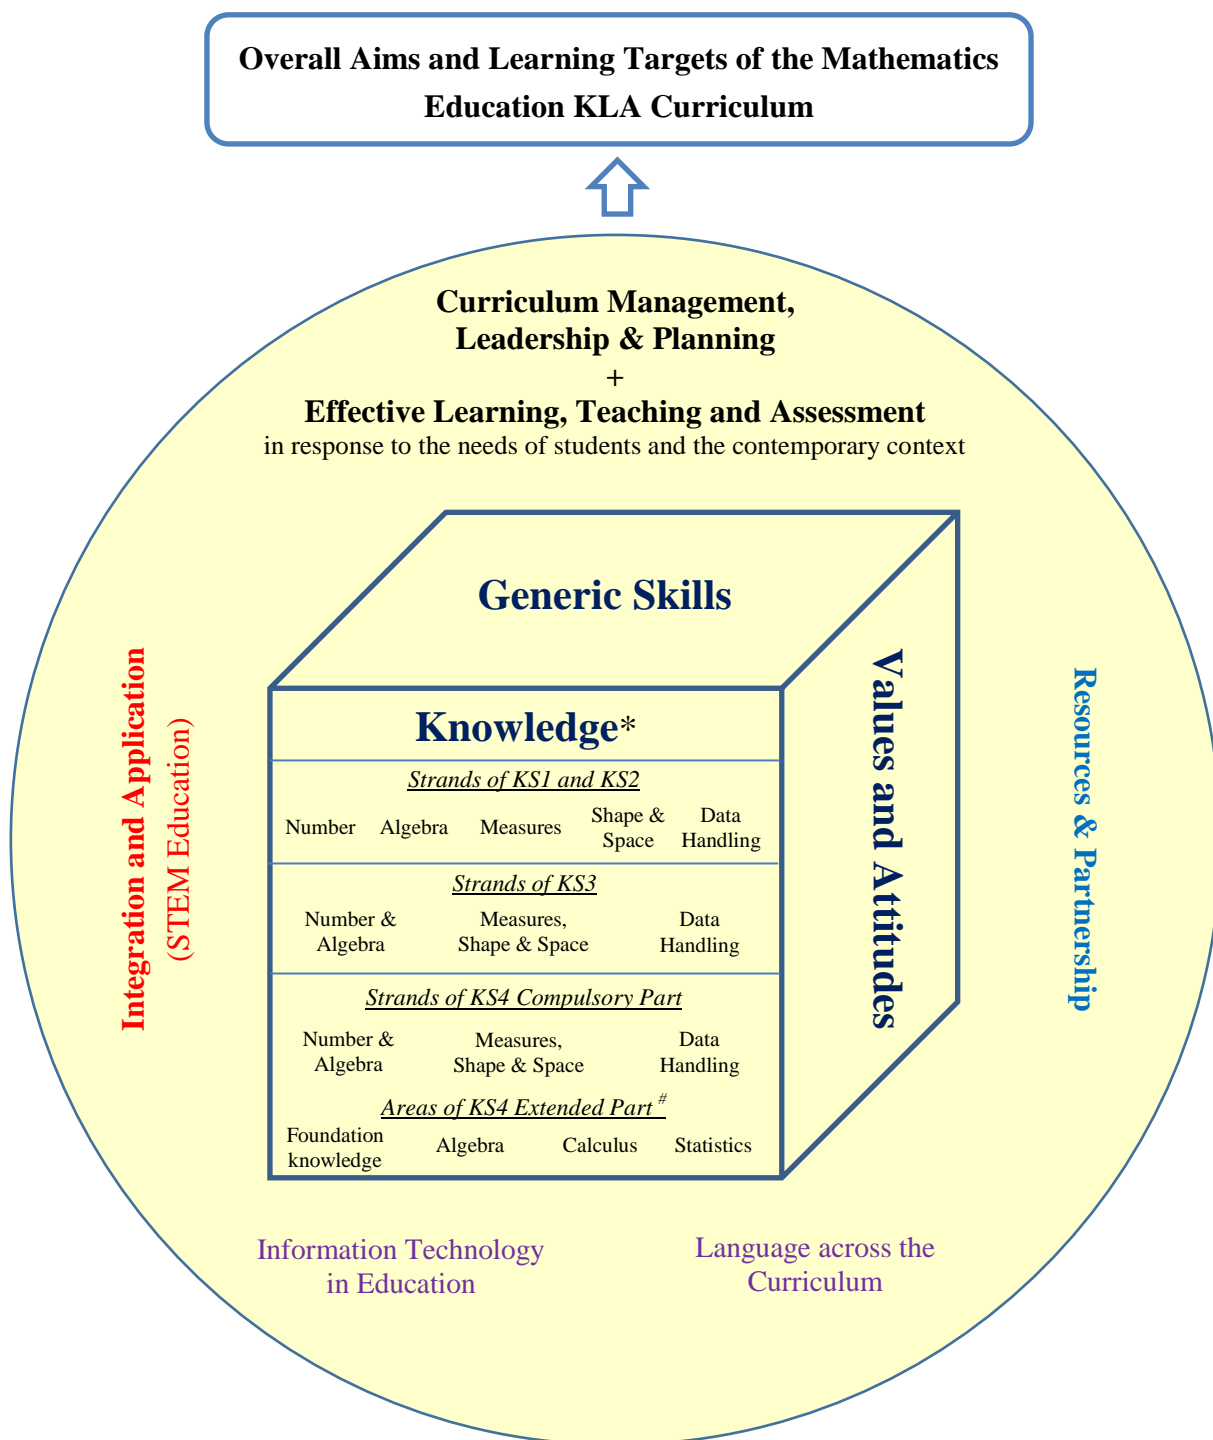 Overall Aims and Learning Targets of the Mathematics
Education KLA Curriculum
Curriculum Management,
Leadership & Planning
+
Effective Learning, Teaching and Assessment
in response to the needs of students and the contemporary context
Integration and Application
(STEM Education)
Generic Skills
Values and Attitudes
Resources & Partnership
Knowledge*
Strands of KS1 and KS2
Number Algebra Measures Shape & Data
Space Handling
Strands of KS3
Number & Measures, Data
Algebra Shape & Space Handling
Strands of KS4 Compulsory Part
Number & Measures, Data
Algebra Shape & Space Handling
Areas of KS4 Extended Part #
Foundation Algebra Calculus Statistics
knowledge
Information Technology
in Education
Language across the
Curriculum